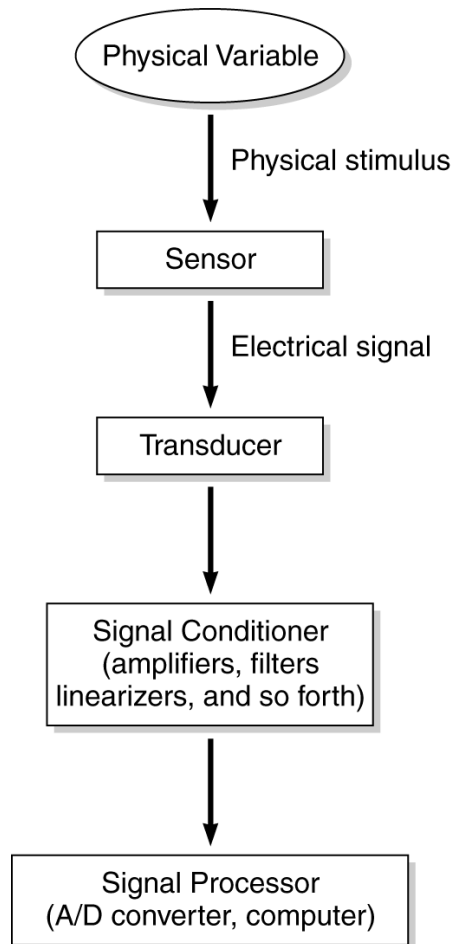 Physical Variable
Physical stimulus
Sensor
Electrical signal
Transducer
Signal Conditioner
(amplifiers, filters
linearizers, and so forth)
Signal Processor
(A/D converter, computer)